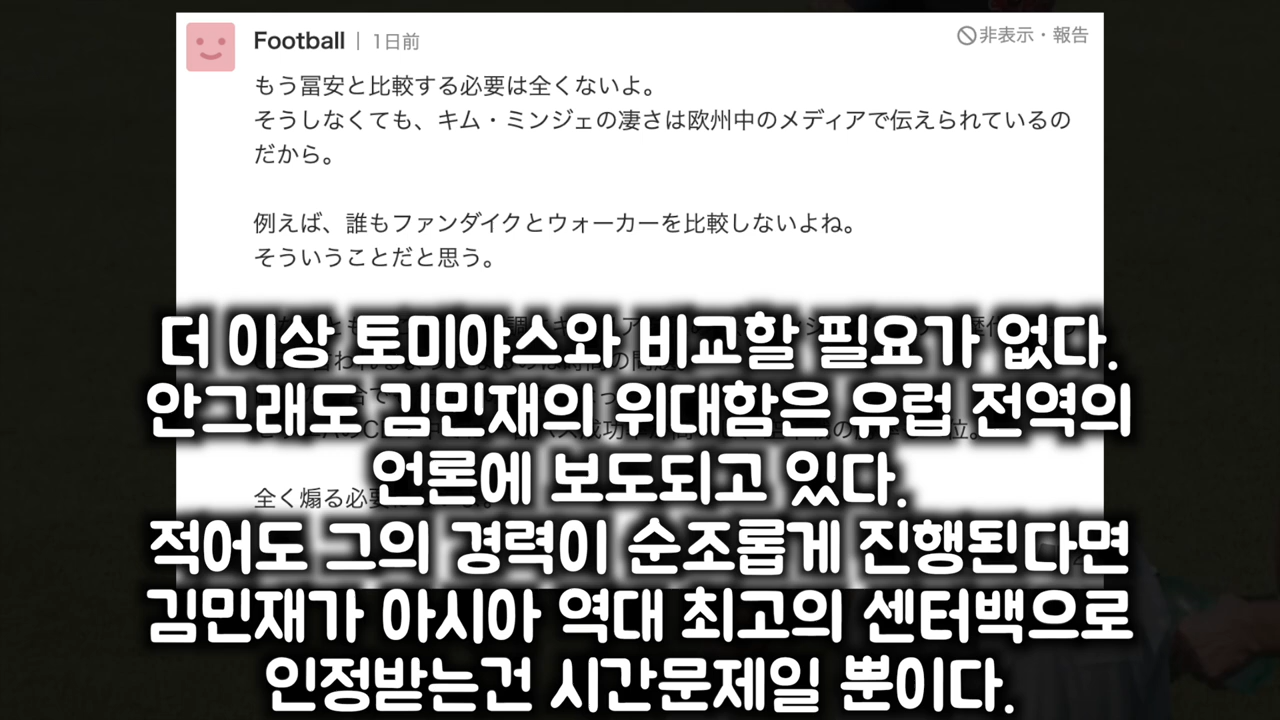 Football | 1日前
非表示・報告
もう冨安と比較する必要は全くないよ。
そうしなくても、キム・ミンジェの凄さは欧州中のメディアで伝えられているの
だから。
例えば、誰もファンダイクとウォーカーを比較しないよね。
そういうことだと思う。
全く煽る必要
더 이상 토미야스와 비교할 필요가 없다.
안그래도 김민재의 위대함은 유럽 전역의
언론에 보도되고 있다.
적어도 그의 경력이 순조롭게 진행된다면
김민재가 아시아 역대 최고의 센터백으로
인정받는건 시간문제일 뿐이다.